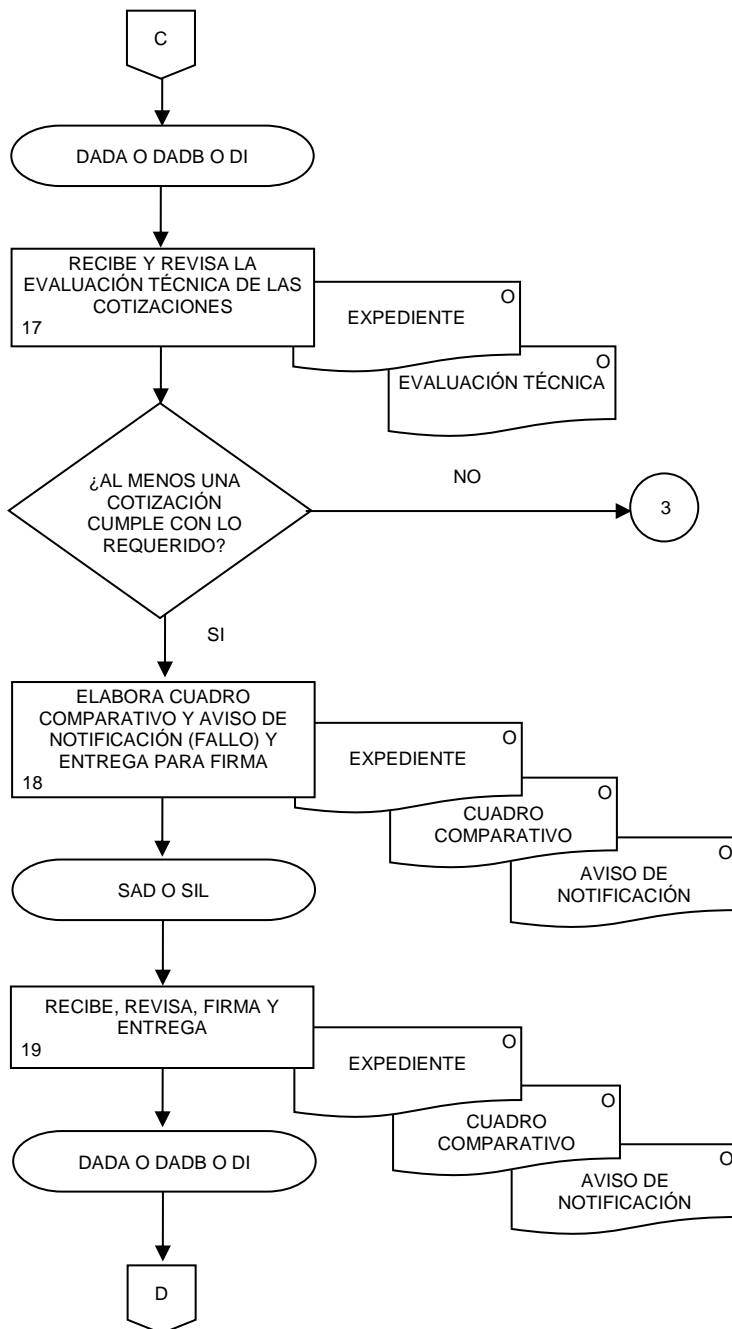 C
DADA O DADB O DI
RECIBE Y REVISA LA
EVALUACIÓN TÉCNICA DE LAS
COTIZACIONES
17
O
EXPEDIENTE
O
EVALUACIÓN TÉCNICA
¿AL MENOS UNA
COTIZACIÓN
CUMPLE CON LO
REQUERIDO?
NO
3
SI
ELABORA CUADRO
COMPARATIVO Y AVISO DE
NOTIFICACIÓN (FALLO) Y
ENTREGA PARA FIRMA
18
O
EXPEDIENTE
O
CUADRO
COMPARATIVO
O
AVISO DE
NOTIFICACIÓN
SAD O SIL
RECIBE, REVISA, FIRMA Y
ENTREGA
19
O
EXPEDIENTE
O
CUADRO
COMPARATIVO
O
AVISO DE
NOTIFICACIÓN
DADA O DADB O DI
D